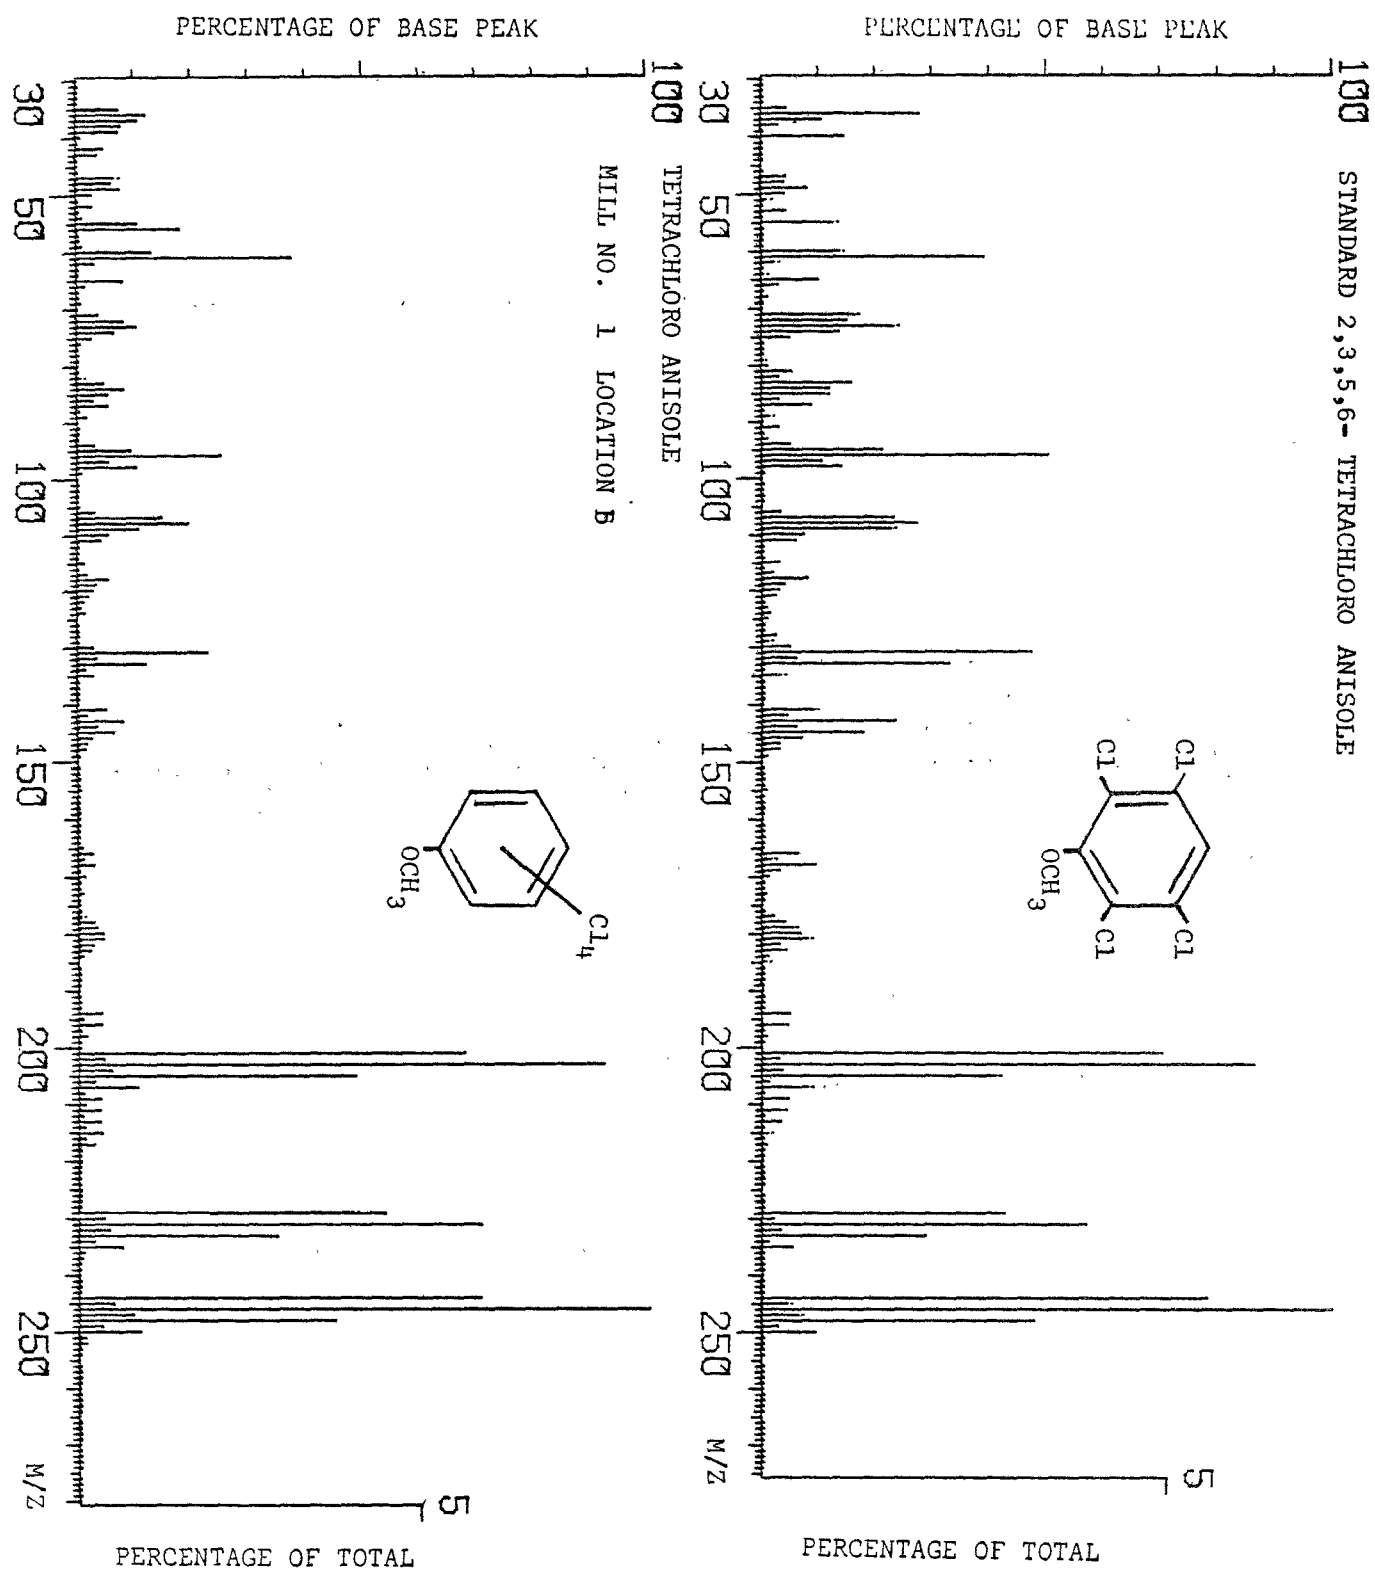 STANDARD 2,3,5,6- TETRACHLORO ANISOLE
PERCENTAGE OF BASE PEAK
100
30
50
100
150
200
250
M/Z
5
PERCENTAGE OF TOTAL
Cl
Cl
Cl
Cl
OCH3
TETRACHLORO ANISOLE
MILL NO. 1 LOCATION B
PERCENTAGE OF BASE PEAK
100
30
50
100
150
200
250
M/Z
5
PERCENTAGE OF TOTAL
Cl4
OCH3